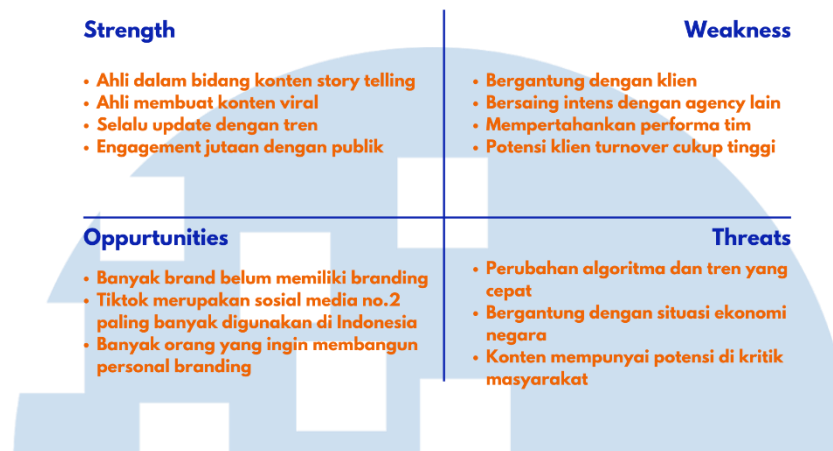 Strength
• Ahli dalam bidang konten story telling
• Ahli membuat konten viral
• Selalu update dengan tren
• Engagement jutaan dengan publik
Weakness
• Bergantung dengan klien
• Bersaing intens dengan agency lain
• Mempertahankan performa tim
• Potensi klien turnover cukup tinggi
Oppurtunities
• Banyak brand belum memiliki branding
• Tiktok merupakan sosial media no.2
paling banyak digunakan di Indonesia
• Banyak orang yang ingin membangun
personal branding
Threats
• Perubahan algoritma dan tren yang
cepat
• Bergantung dengan situasi ekonomi
negara
• Konten mempunyai potensi di kritik
masyarakat